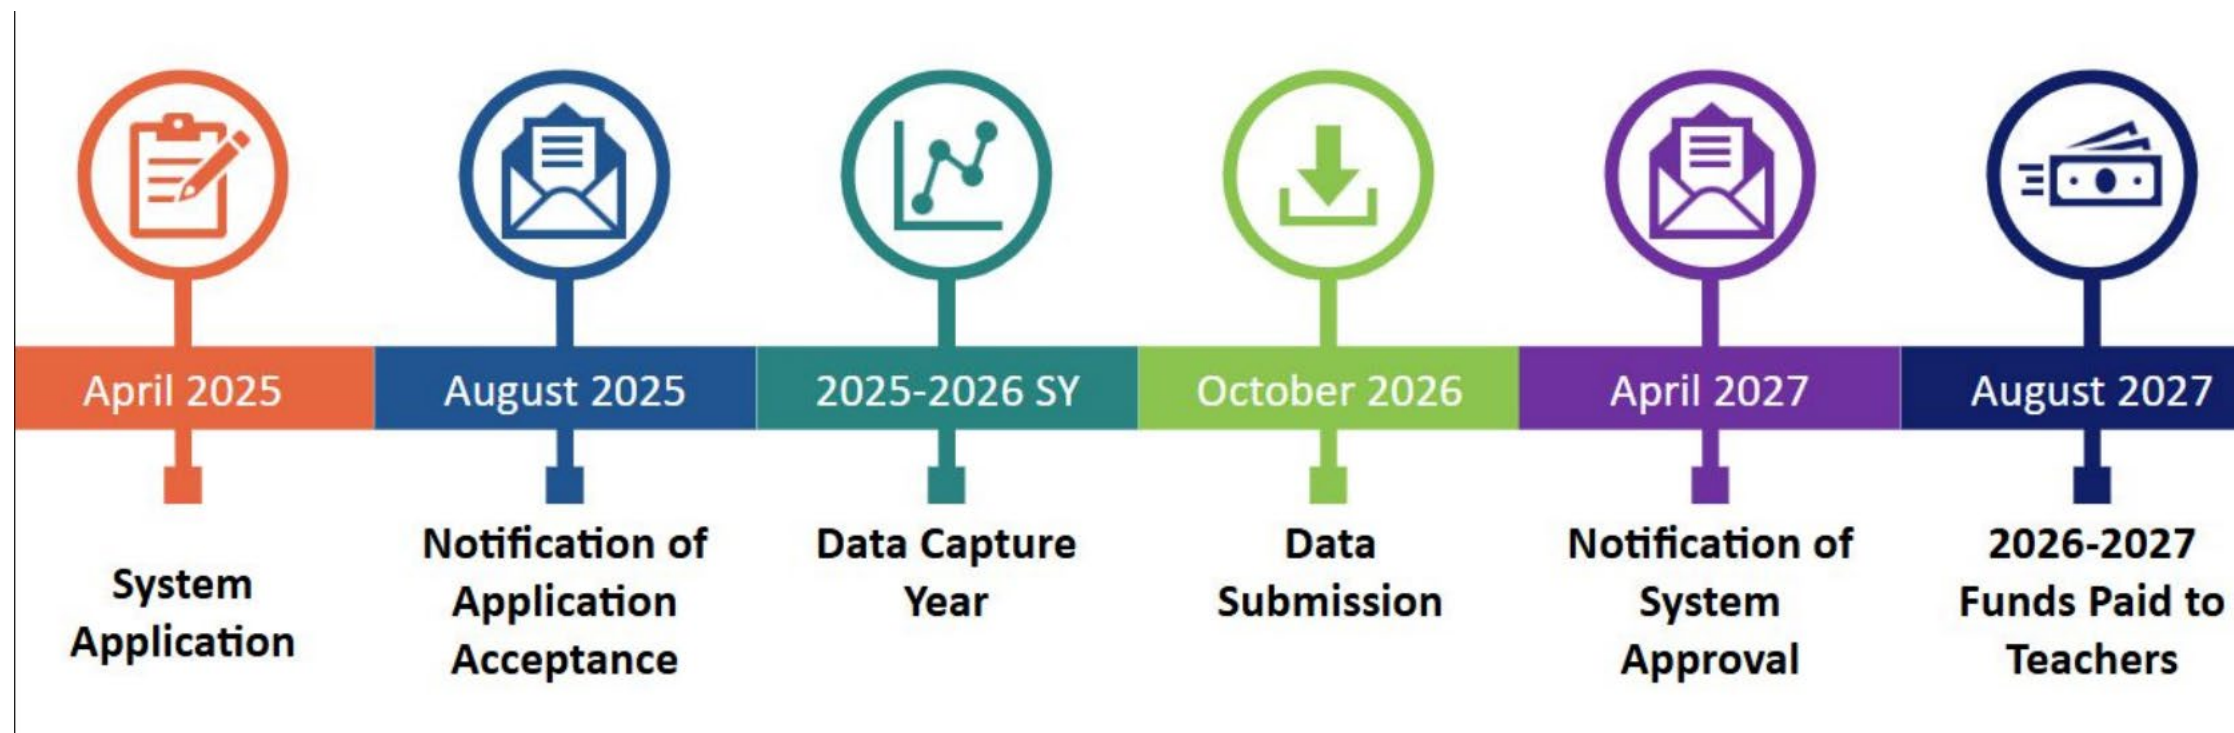 April 2025
August 2025
2025-2026 SY
October 2026
April 2027
August 2027
System
Application
Notification of
Application
Acceptance
Data Capture
Year
Data
Submission
Notification of
System
Approval
2026-2027
Funds Paid to
Teachers